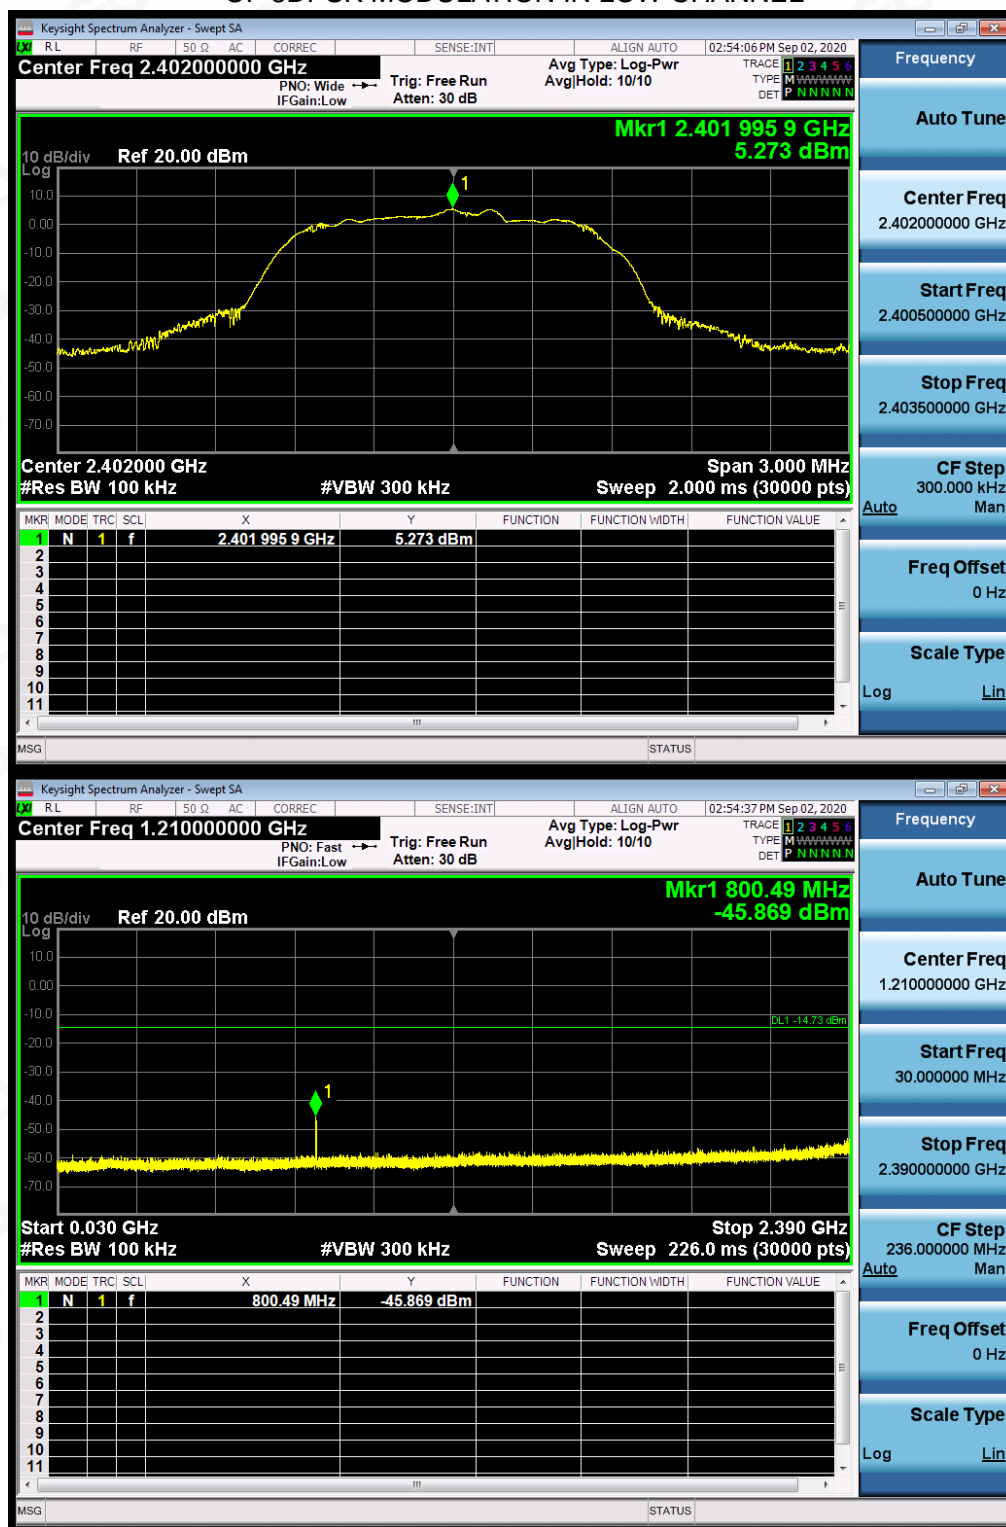 OF 8DPSK MODULATION IN LOW CHANNEL
Keysight Spectrum Analyzer - Swept SA
LXI RL RF 50 Ω AC CORREC SENSE:INT ALIGN AUTO 02:54:06 PM Sep 02, 2020
Center Freq 2.402000000 GHz
PNO: Wide
IFGain:Low
Trig: Free Run
Atten: 30 dB
Avg Type: Log-Pwr
Avg|Hold: 10/10
TRACE 1 2 3 4 5 6
TYPE M WWWWW
DET P N N N N N
Mkr1 2.401 995 9 GHz
5.273 dBm
10 dB/div Ref 20.00 dBm
Log
10.0
0.00
-10.0
-20.0
-30.0
-40.0
-50.0
-60.0
-70.0
1
Center 2.402000 GHz Span 3.000 MHz
#Res BW 100 kHz #VBW 300 kHz Sweep 2.000 ms (30000 pts)
MKR MODE TRC SCL X Y FUNCTION FUNCTION WIDTH FUNCTION VALUE
1 N 1 f 2.401 995 9 GHz 5.273 dBm
2
3
4
5
6
7
8
9
10
11
MSG STATUS
Frequency
Auto Tune
Center Freq
2.402000000 GHz
Start Freq
2.400500000 GHz
Stop Freq
2.403500000 GHz
CF Step
300.000 kHz
Auto Man
Freq Offset
0 Hz
Scale Type
Log Lin
Keysight Spectrum Analyzer - Swept SA
LXI RL RF 50 Ω AC CORREC SENSE:INT ALIGN AUTO 02:54:37 PM Sep 02, 2020
Center Freq 1.210000000 GHz
PNO: Fast
IFGain:Low
Trig: Free Run
Atten: 30 dB
Avg Type: Log-Pwr
Avg|Hold: 10/10
TRACE 1 2 3 4 5 6
TYPE M WWWWW
DET P N N N N N
Mkr1 800.49 MHz
-45.869 dBm
10 dB/div Ref 20.00 dBm
Log
10.0
0.00
-10.0
-20.0
-30.0
-40.0
-50.0
-60.0
-70.0
DL1 -14.73 dBm
1
Start 0.030 GHz Stop 2.390 GHz
#Res BW 100 kHz #VBW 300 kHz Sweep 226.0 ms (30000 pts)
MKR MODE TRC SCL X Y FUNCTION FUNCTION WIDTH FUNCTION VALUE
1 N 1 f 800.49 MHz -45.869 dBm
2
3
4
5
6
7
8
9
10
11
MSG STATUS
Frequency
Auto Tune
Center Freq
1.210000000 GHz
Start Freq
30.000000 MHz
Stop Freq
2.390000000 GHz
CF Step
236.000000 MHz
Auto Man
Freq Offset
0 Hz
Scale Type
Log Lin